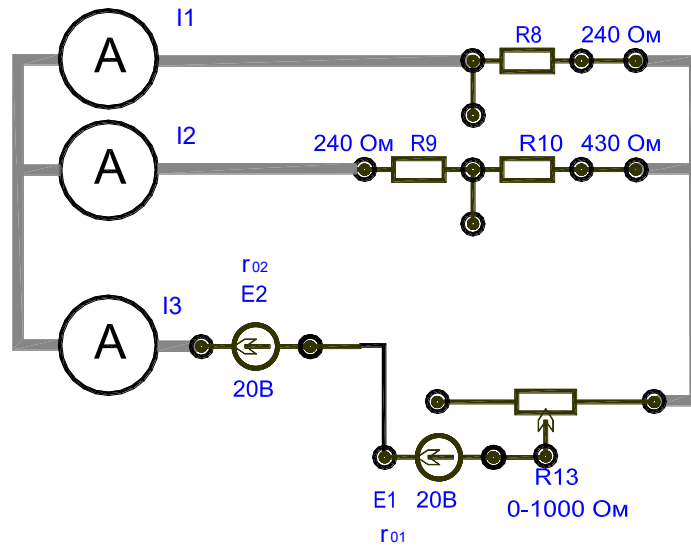 I1
R8 240 Ом
A
I2
240 Ом R9 R10 430 Ом
A
r02
I3 E2
A
20В
R13
E1 20В
0-1000 Ом
r01